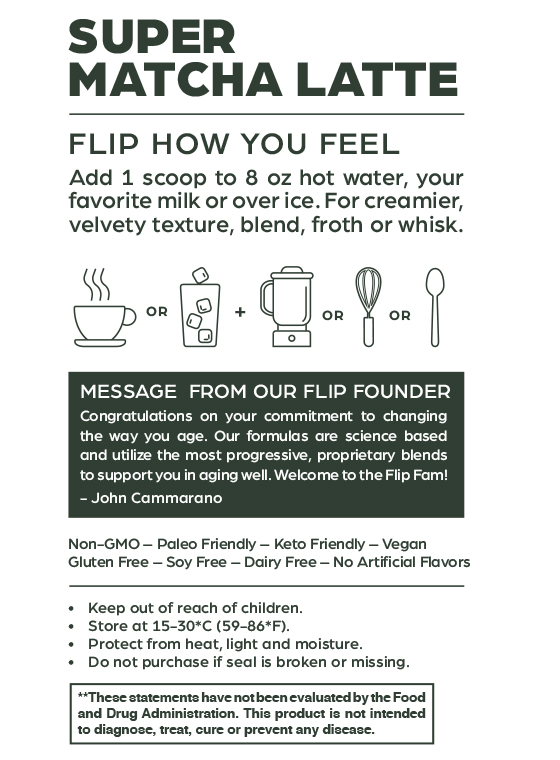 SUPER
MATCHA LATTE
FLIP HOW YOU FEEL
Add 1 scoop to 8 oz hot water, your
favorite milk or over ice. For creamier,
velvety texture, blend, froth or whisk.
OR + OR OR
MESSAGE FROM OUR FLIP FOUNDER
Congratulations on your commitment to changing
the way you age. Our formulas are science based
and utilize the most progressive, proprietary blends
to support you in aging well. Welcome to the Flip Fam!
– John Cammarano
Non-GMO – Paleo Friendly – Keto Friendly – Vegan
Gluten Free – Soy Free – Dairy Free – No Artificial Flavors
• Keep out of reach of children.
• Store at 15-30*C (59-86*F).
• Protect from heat, light and moisture.
• Do not purchase if seal is broken or missing.
**These statements have not been evaluated by the Food
and Drug Administration. This product is not intended
to diagnose, treat, cure or prevent any disease.